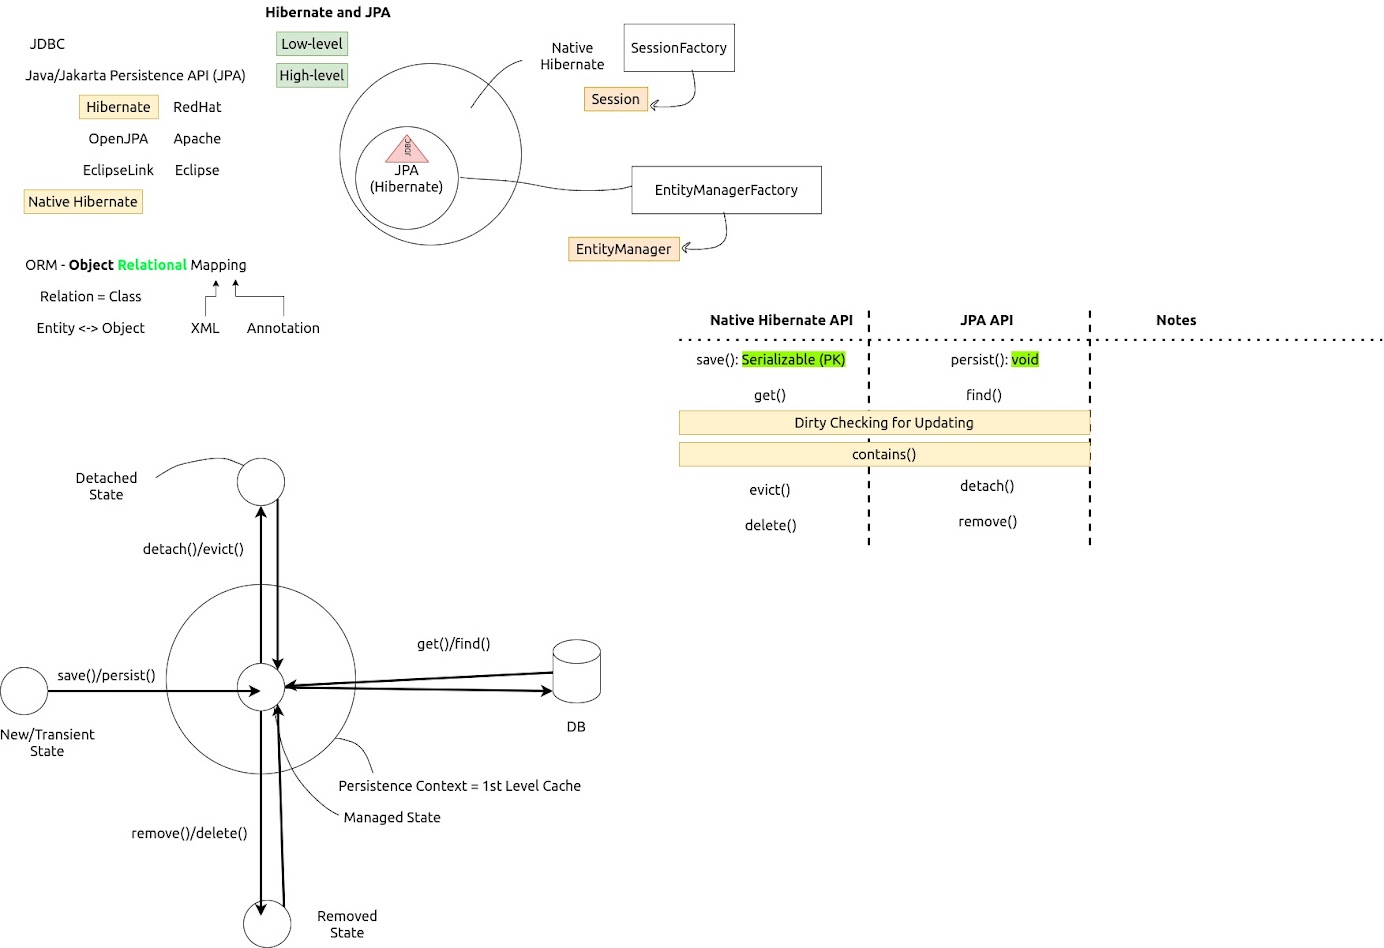 Hibernate and JPA
JDBC
Low-level
Java/Jakarta Persistence API (JPA)
High-level
Hibernate RedHat
OpenJPA Apache
EclipseLink Eclipse
Native Hibernate
Native
Hibernate
SessionFactory
Session
JDBC
JPA
(Hibernate)
EntityManagerFactory
EntityManager
ORM - Object Relational Mapping
Relation = Class
Entity <-> Object
XML
Annotation
Native Hibernate API JPA API Notes
save(): Serializable (PK) persist(): void
get() find()
Dirty Checking for Updating
contains()
evict() detach()
delete() remove()
Detached
State
detach()/evict()
get()/find()
save()/persist()
New/Transient
State
DB
Persistence Context = 1st Level Cache
Managed State
remove()/delete()
Removed
State